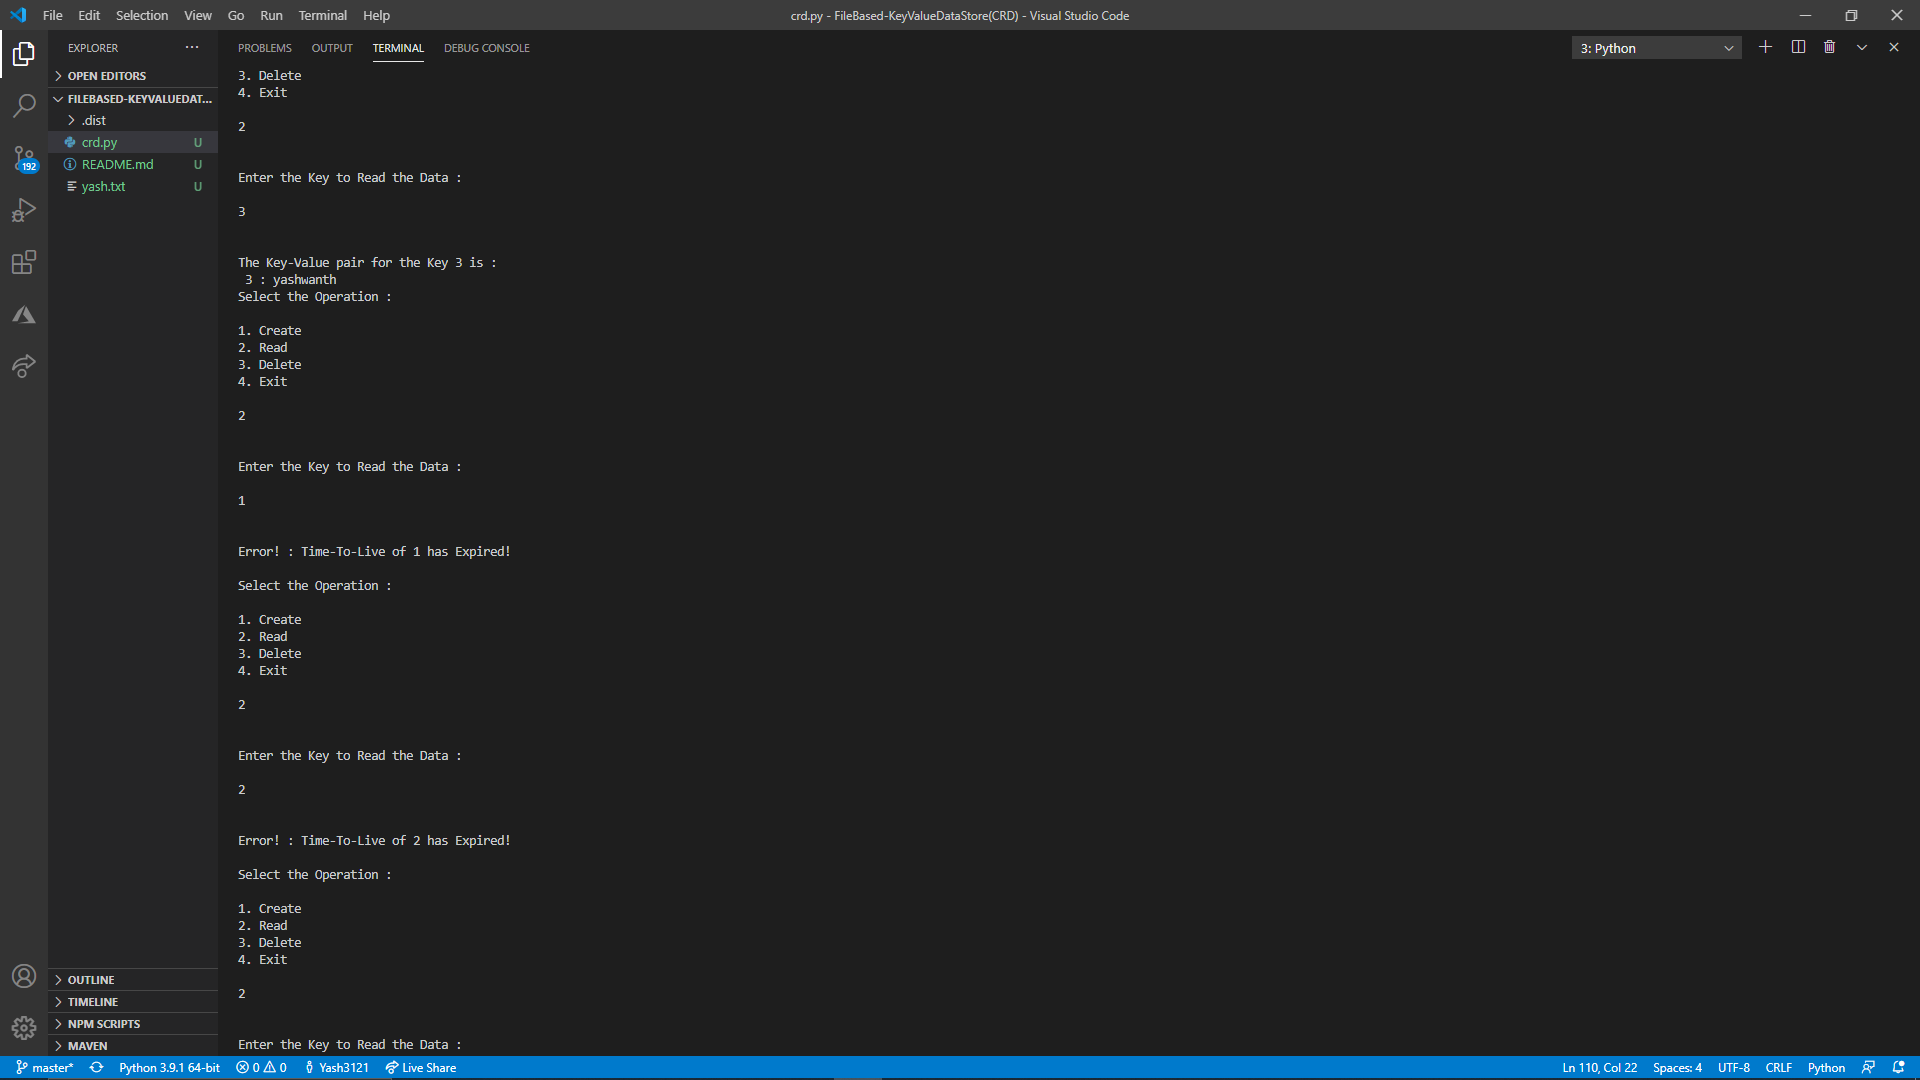 File Edit Selection View Go Run Terminal Help
crd.py - FileBased-KeyValueDataStore(CRD) - Visual Studio Code
EXPLORER
OPEN EDITORS
FILEBASED-KEYVALUEDAT...
.dist
crd.py U
README.md U
yash.txt U
192
OUTLINE
TIMELINE
NPM SCRIPTS
MAVEN
PROBLEMS OUTPUT TERMINAL DEBUG CONSOLE
3: Python
3. Delete
4. Exit
2
Enter the Key to Read the Data :
3
The Key-Value pair for the Key 3 is :
3 : yashwanth
Select the Operation :
1. Create
2. Read
3. Delete
4. Exit
2
Enter the Key to Read the Data :
1
Error! : Time-To-Live of 1 has Expired!
Select the Operation :
1. Create
2. Read
3. Delete
4. Exit
2
Enter the Key to Read the Data :
2
Error! : Time-To-Live of 2 has Expired!
Select the Operation :
1. Create
2. Read
3. Delete
4. Exit
2
Enter the Key to Read the Data :
master* Python 3.9.1 64-bit 0 0 Yash3121 Live Share
Ln 110, Col 22 Spaces: 4 UTF-8 CRLF Python